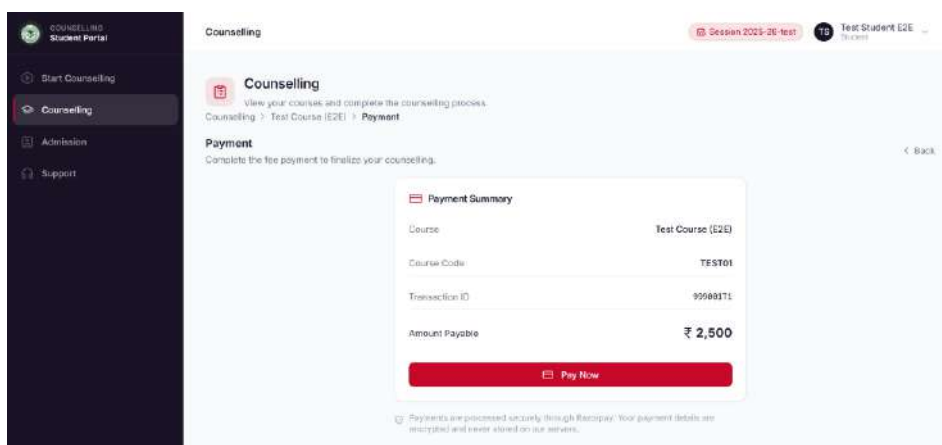 COUNSELLING
Student Portal
Counselling
Session 2025-26-test
TS
Test Student E2E
Student
Start Counselling
Counselling
Admission
Support
Counselling
View your courses and complete the counselling process.
Counselling > Test Course (E2E) > Payment
Payment
Complete the fee payment to finalize your counselling.
< Back
Payment Summary
Course
Test Course (E2E)
Course Code
TEST01
Transaction ID
99900171
Amount Payable
₹ 2,500
Pay Now
Payments are processed securely through Razorpay. Your payment details are
encrypted and never stored on our servers.